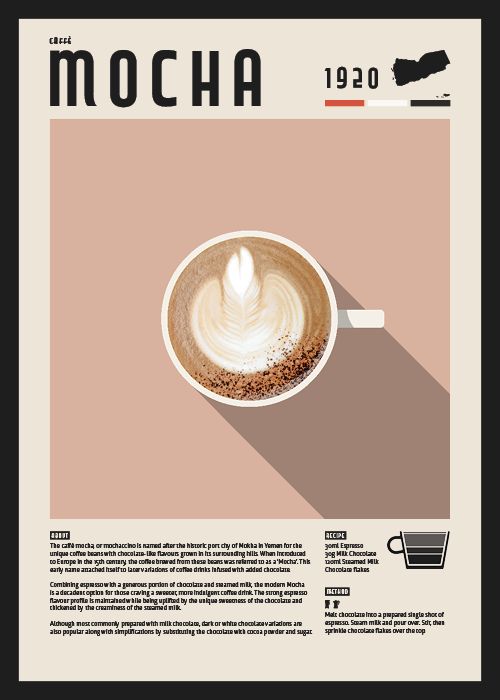 CAFFÈ
MOCHA
1920
ABOUT
The caffé mocha, or mochaccino is named after the historic port city of Mokha in Yemen for the
unique coffee beans with chocolate-like flavours grown in its surrounding hills. When introduced
to Europe in the 17th century, the coffee brewed from these beans was referred to as a 'Mocha'. This
early name attached itself to later variations of coffee drinks infused with added chocolate.
Combining espresso with a generous portion of chocolate and steamed milk, the modern Mocha
is a decadent option for those craving a sweeter, more indulgent coffee drink. The strong espresso
flavour profile is maintained while being uplifted by the unique sweetness of the chocolate and
thickened by the creaminess of the steamed milk.
Although most commonly prepared with milk chocolate, dark or white chocolate variations are
also popular along with simplifications by substituting the chocolate with cocoa powder and sugar.
RECIPE
30ml Espresso
30g Milk Chocolate
120ml Steamed Milk
Chocolate flakes
METHOD
Melt chocolate into a prepared single shot of
espresso. Steam milk and pour over. Stir, then
sprinkle chocolate flakes over the top